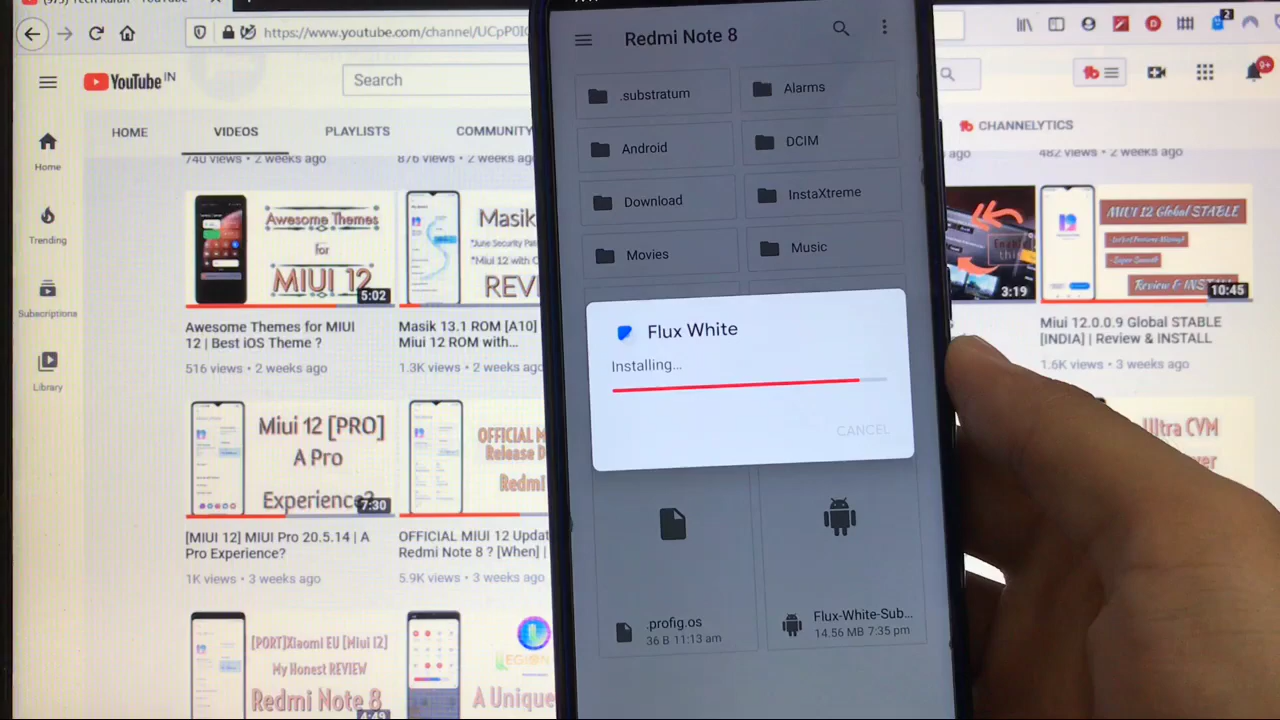 https://www.youtube.com/channel/UCpP0I
2
YouTube IN
Search
9+
HOME
VIDEOS
PLAYLISTS
COMMUNITY
CHANNELYTICS
Home
Trending
Subscriptions
Library
740 views • 2 weeks ago
876 views • 2 weeks ago
ago
482 views • 2 weeks ago
Awesome Themes
for
MIUI 12
5:02
Awesome Themes for MIUI
12 | Best iOS Theme ?
516 views • 2 weeks ago
Masik
*June Security Pat
*Miui 12 with C
REV
Masik 13.1 ROM [A10]
Miui 12 ROM with...
1.3K views • 2 weeks ago
3:19
MIUI 12 Global STABLE
Review & INSTALL
10:45
Miui 12.0.0.9 Global STABLE
[INDIA] | Review & INSTALL
1.6K views • 3 weeks ago
Miui 12 [PRO]
A Pro
Experience?
7:30
[MIUI 12] MIUI Pro 20.5.14 | A
Pro Experience?
1K views • 3 weeks ago
OFFICIAL M
Release D
Redmi
OFFICIAL MIUI 12 Updat
Redmi Note 8 ? [When] |
5.9K views • 3 weeks ago
Ultra CVM
[PORT]Xiaomi EU [Miui 12]
My Honest REVIEW
Redmi Note 8
4:49
A Unique
Redmi Note 8
.substratum
Alarms
Android
DCIM
Download
InstaXtreme
Movies
Music
Flux White
Installing...
CANCEL
.profig.os
36 B 11:13 am
Flux-White-Sub...
14.56 MB 7:35 pm